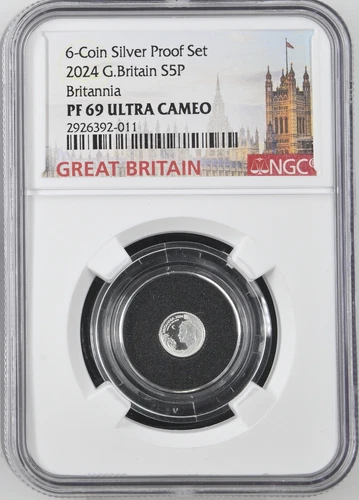 6-Coin Silver Proof Set
2024 G.Britain S5P
Britannia
PF 69 ULTRA CAMEO
2926392-011
GREAT BRITAIN
NGC